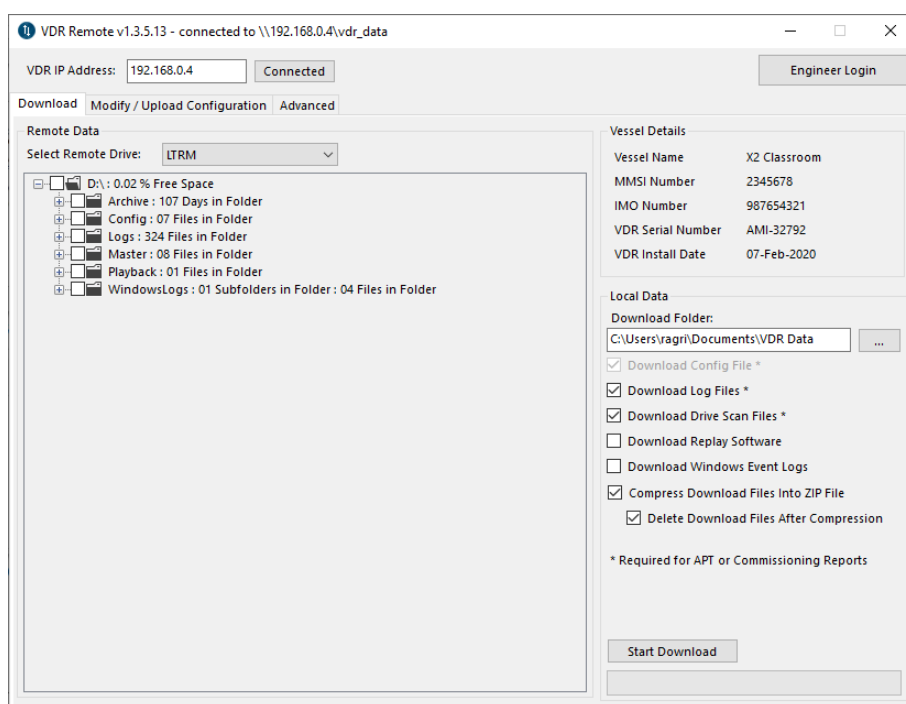 VDR Remote v1.3.5.13 - connected to \\192.168.0.4\vdr_data
VDR IP Address: 192.168.0.4 Connected Engineer Login
Download Modify / Upload Configuration Advanced
Remote Data
Select Remote Drive: LTRM
D:\ : 0.02 % Free Space
Archive : 107 Days in Folder
Config : 07 Files in Folder
Logs : 324 Files in Folder
Master : 08 Files in Folder
Playback : 01 Files in Folder
WindowsLogs : 01 Subfolders in Folder : 04 Files in Folder
Vessel Details
Vessel Name X2 Classroom
MMSI Number 2345678
IMO Number 987654321
VDR Serial Number AMI-32792
VDR Install Date 07-Feb-2020
Local Data
Download Folder:
C:\Users\ragri\Documents\VDR Data ...
Download Config File *
Download Log Files *
Download Drive Scan Files *
Download Replay Software
Download Windows Event Logs
Compress Download Files Into ZIP File
Delete Download Files After Compression
* Required for APT or Commissioning Reports
Start Download